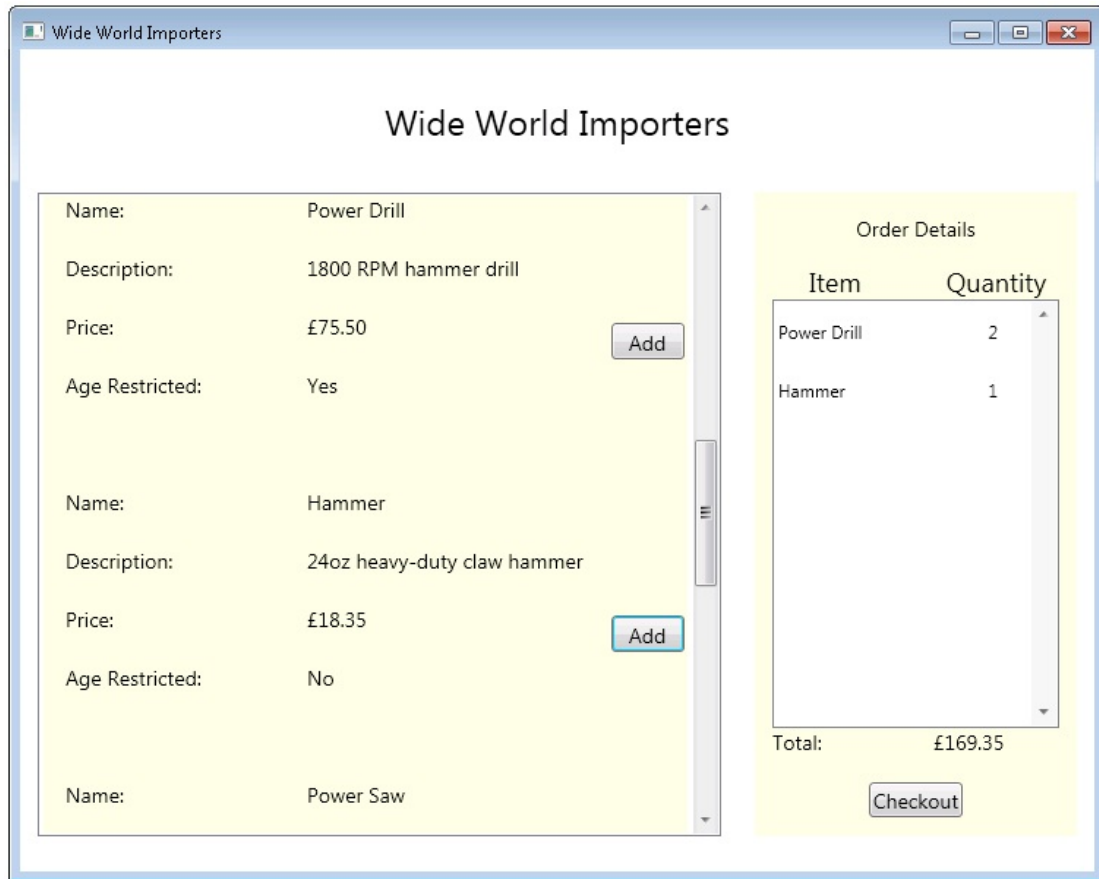 Wide World Importers
Wide World Importers
Name: Power Drill
Description: 1800 RPM hammer drill
Price: £75.50
Add
Age Restricted: Yes
Name: Hammer
Description: 24oz heavy-duty claw hammer
Price: £18.35
Add
Age Restricted: No
Name: Power Saw
Order Details
Item Quantity
Power Drill 2
Hammer 1
Total: £169.35
Checkout